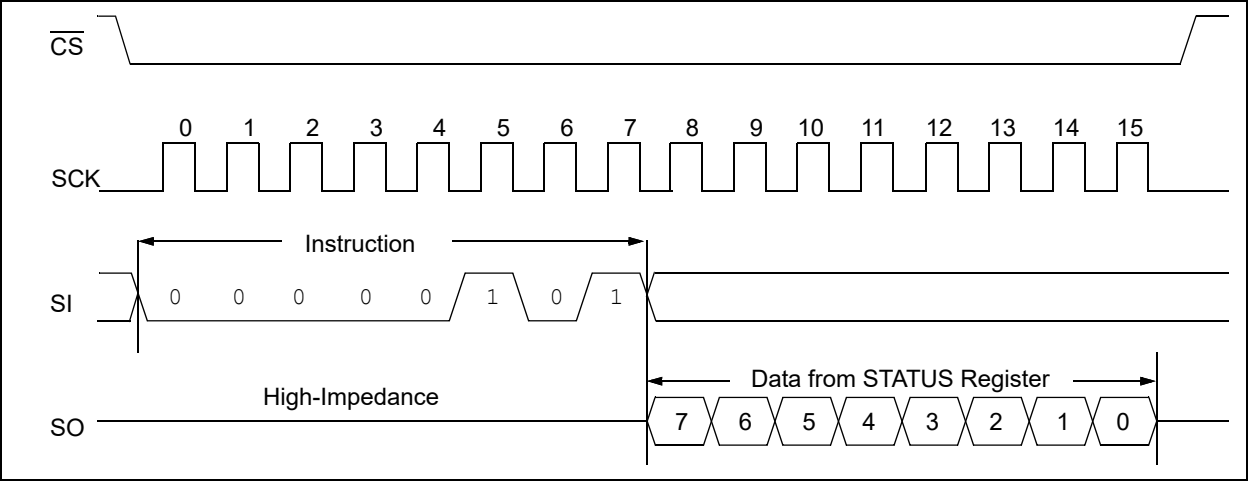 CS
0 1 2 3 4 5 6 7 8 9 10 11 12 13 14 15
SCK
Instruction
SI 0 0 0 0 0 1 0 1
Data from STATUS Register
High-Impedance
SO 7 6 5 4 3 2 1 0